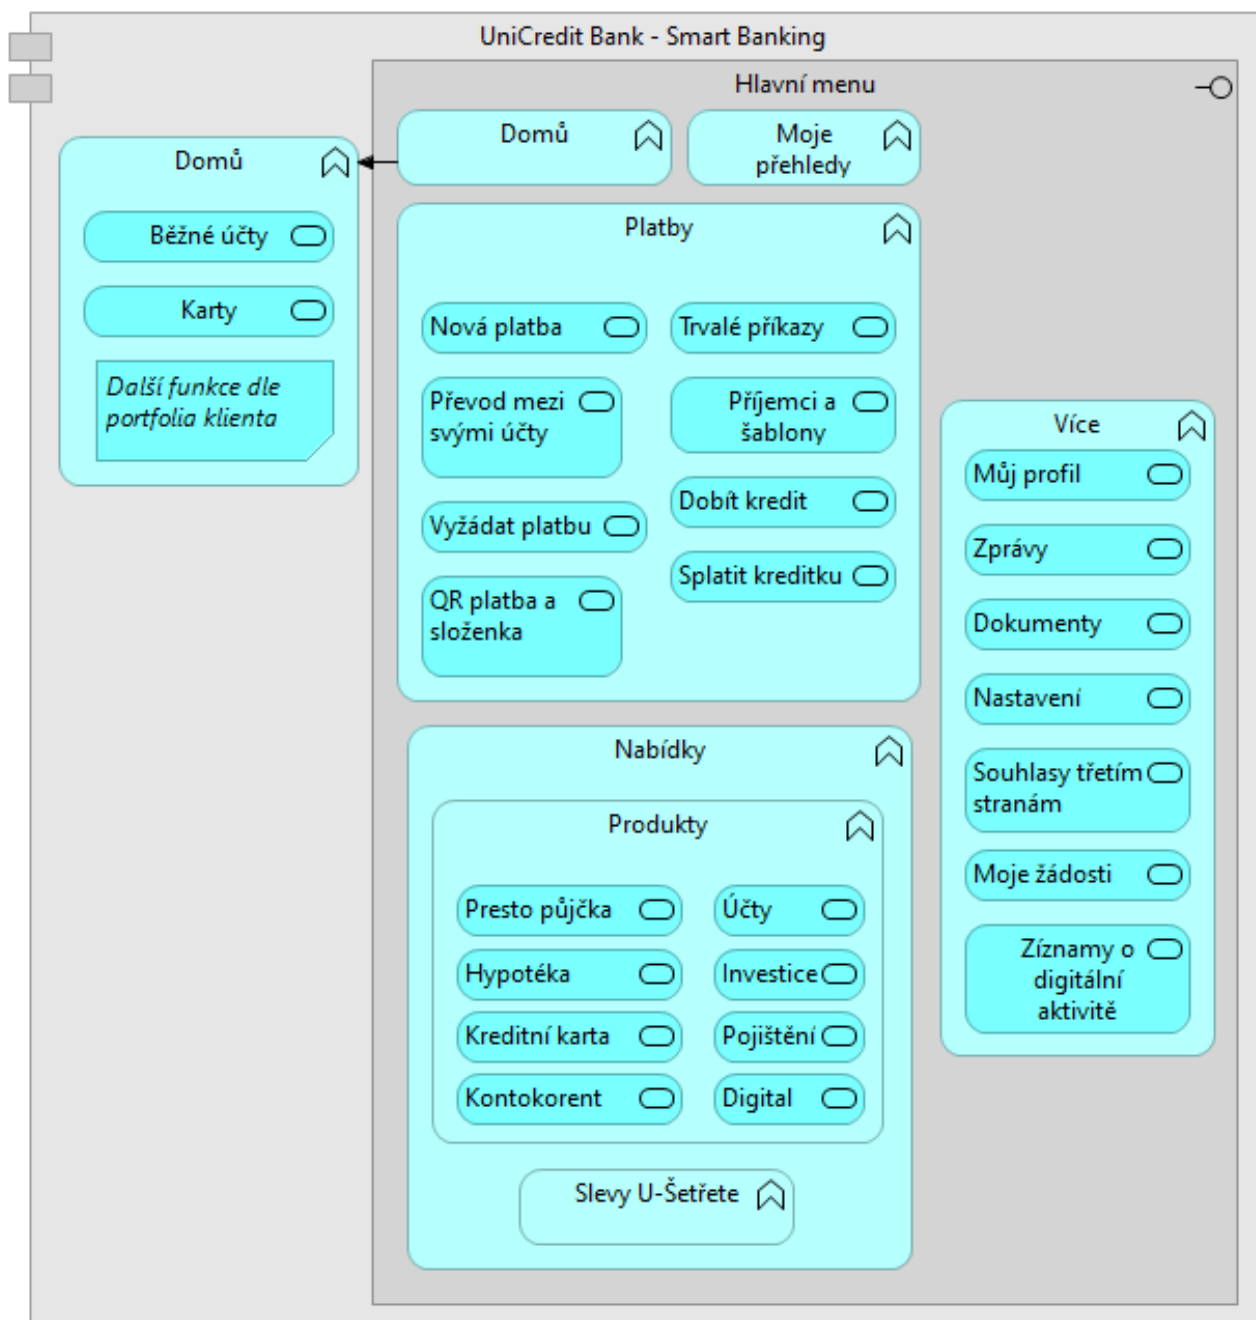 UniCredit Bank - Smart Banking
Hlavní menu
Domů
Běžné účty
Karty
Další funkce dle
portfolia klienta
Domů
Moje
přehledy
Platby
Nová platba
Trvalé příkazy
Převod mezi
svými účty
Příjemci a
šablony
Vyžádat platbu
Dobít kredit
QR platba a
složenka
Splatit kreditku
Nabídky
Produkty
Presto půjčka
Účty
Hypotéka
Investice
Kreditní karta
Pojištění
Kontokorent
Digital
Slevy U-Šetřete
Více
Můj profil
Zprávy
Dokumenty
Nastavení
Souhlasy třetím
stranám
Moje žádosti
Zíznamy o
digitální
aktivitě